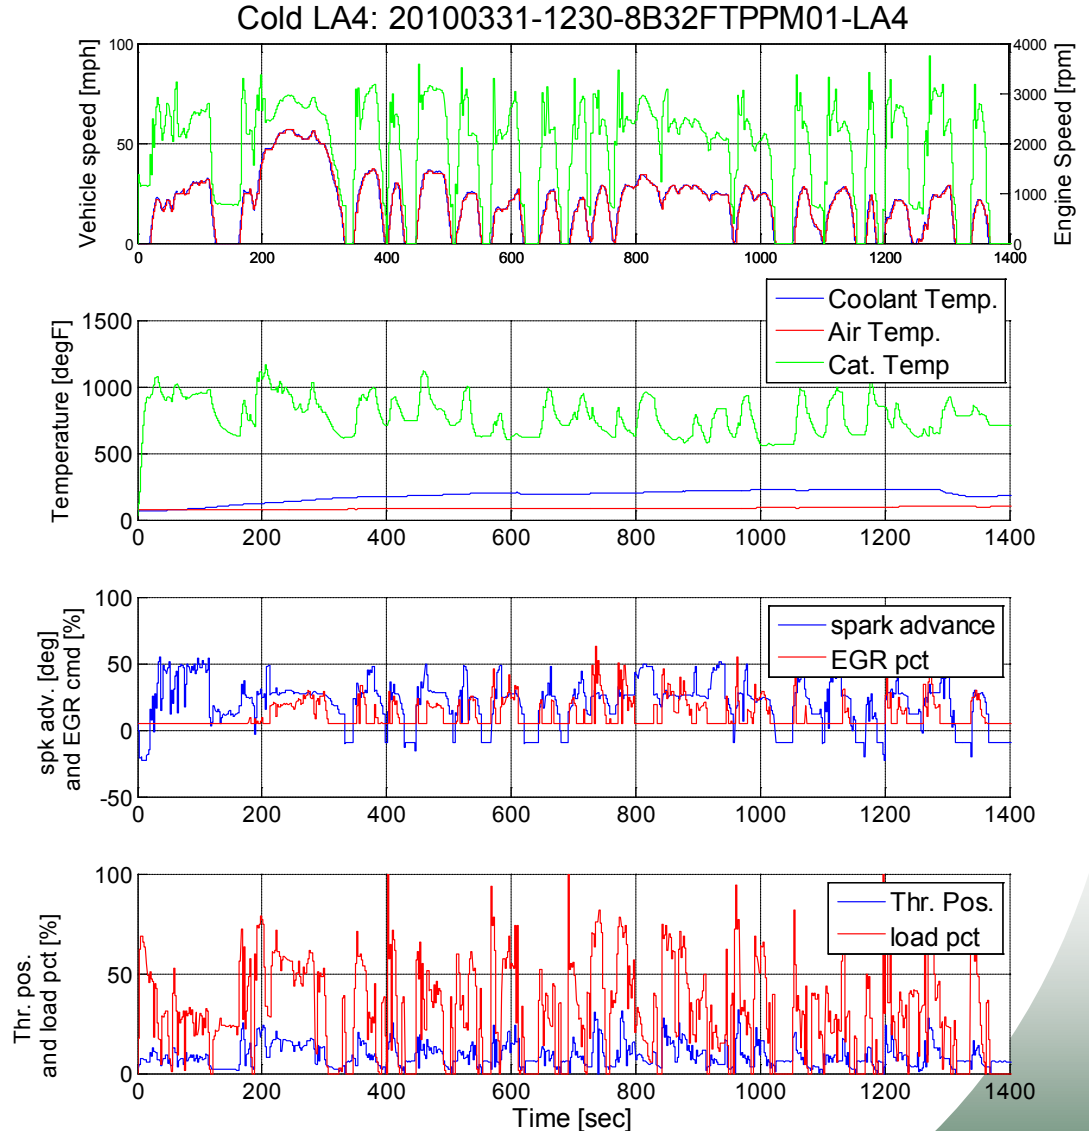 Cold LA4: 20100331-1230-8B32FTPPM01-LA4
Vehicle speed [mph]
100
50
0
4000
3000
2000
1000
0
Engine Speed [rpm]
0 200 400 600 800 1000 1200 1400
Temperature [degF]
1500
1000
500
0
Coolant Temp.
Air Temp.
Cat. Temp
0 200 400 600 800 1000 1200 1400
spk adv. [deg]
and EGR cmd [%]
100
50
0
-50
spark advance
EGR pct
0 200 400 600 800 1000 1200 1400
Thr. pos.
and load pct [%]
100
50
0
Thr. Pos.
load pct
0 200 400 600 800 1000 1200 1400
Time [sec]